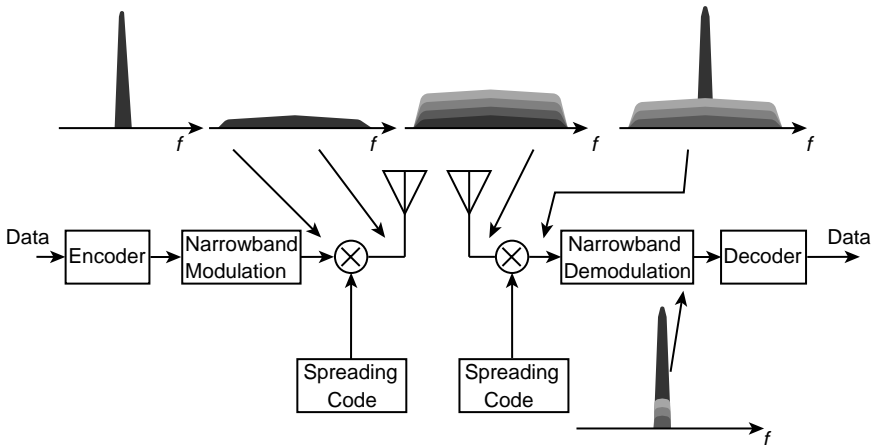 f
f
f
f
Data
Encoder
Narrowband
Modulation
Narrowband
Demodulation
Decoder
Data
Spreading
Code
Spreading
Code
f